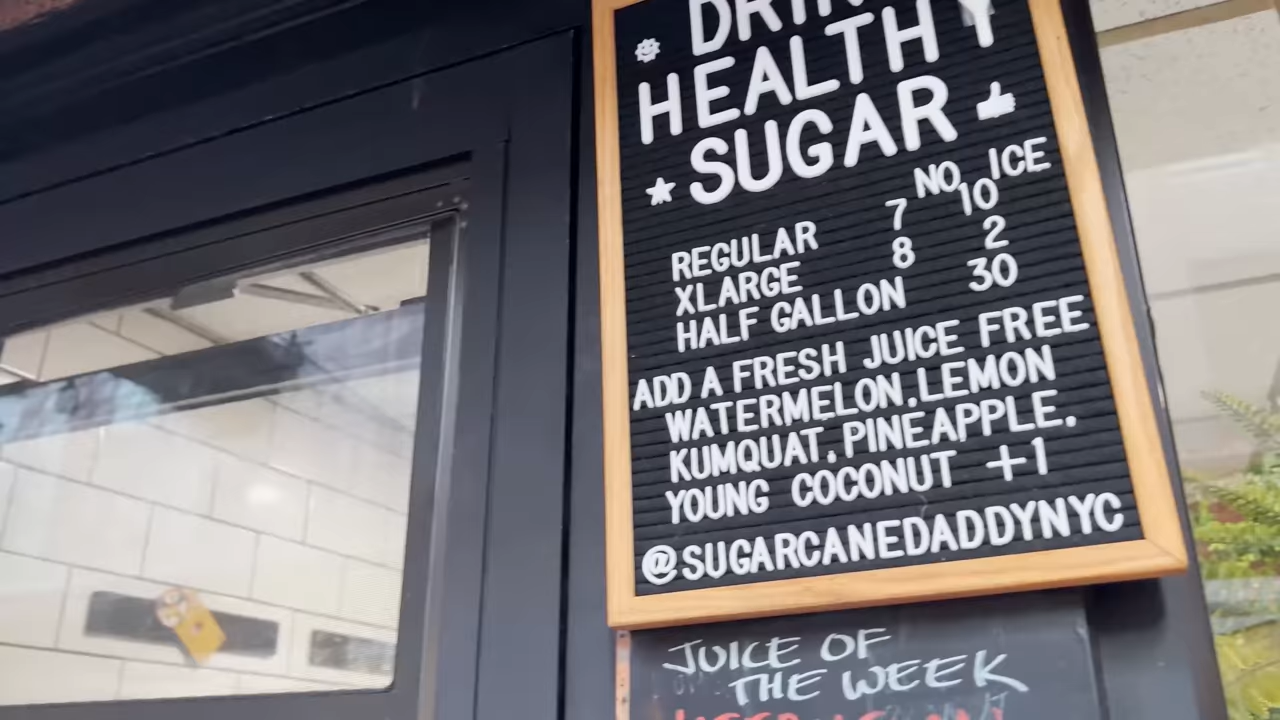 HEALTHY
SUGAR
NO ICE
REGULAR 7 10
XLARGE 8 2
HALF GALLON 30
ADD A FRESH JUICE FREE
WATERMELON, LEMON
KUMQUAT, PINEAPPLE,
YOUNG COCONUT +1
@SUGARCANEDADDYNYC
JUICE OF
THE WEEK